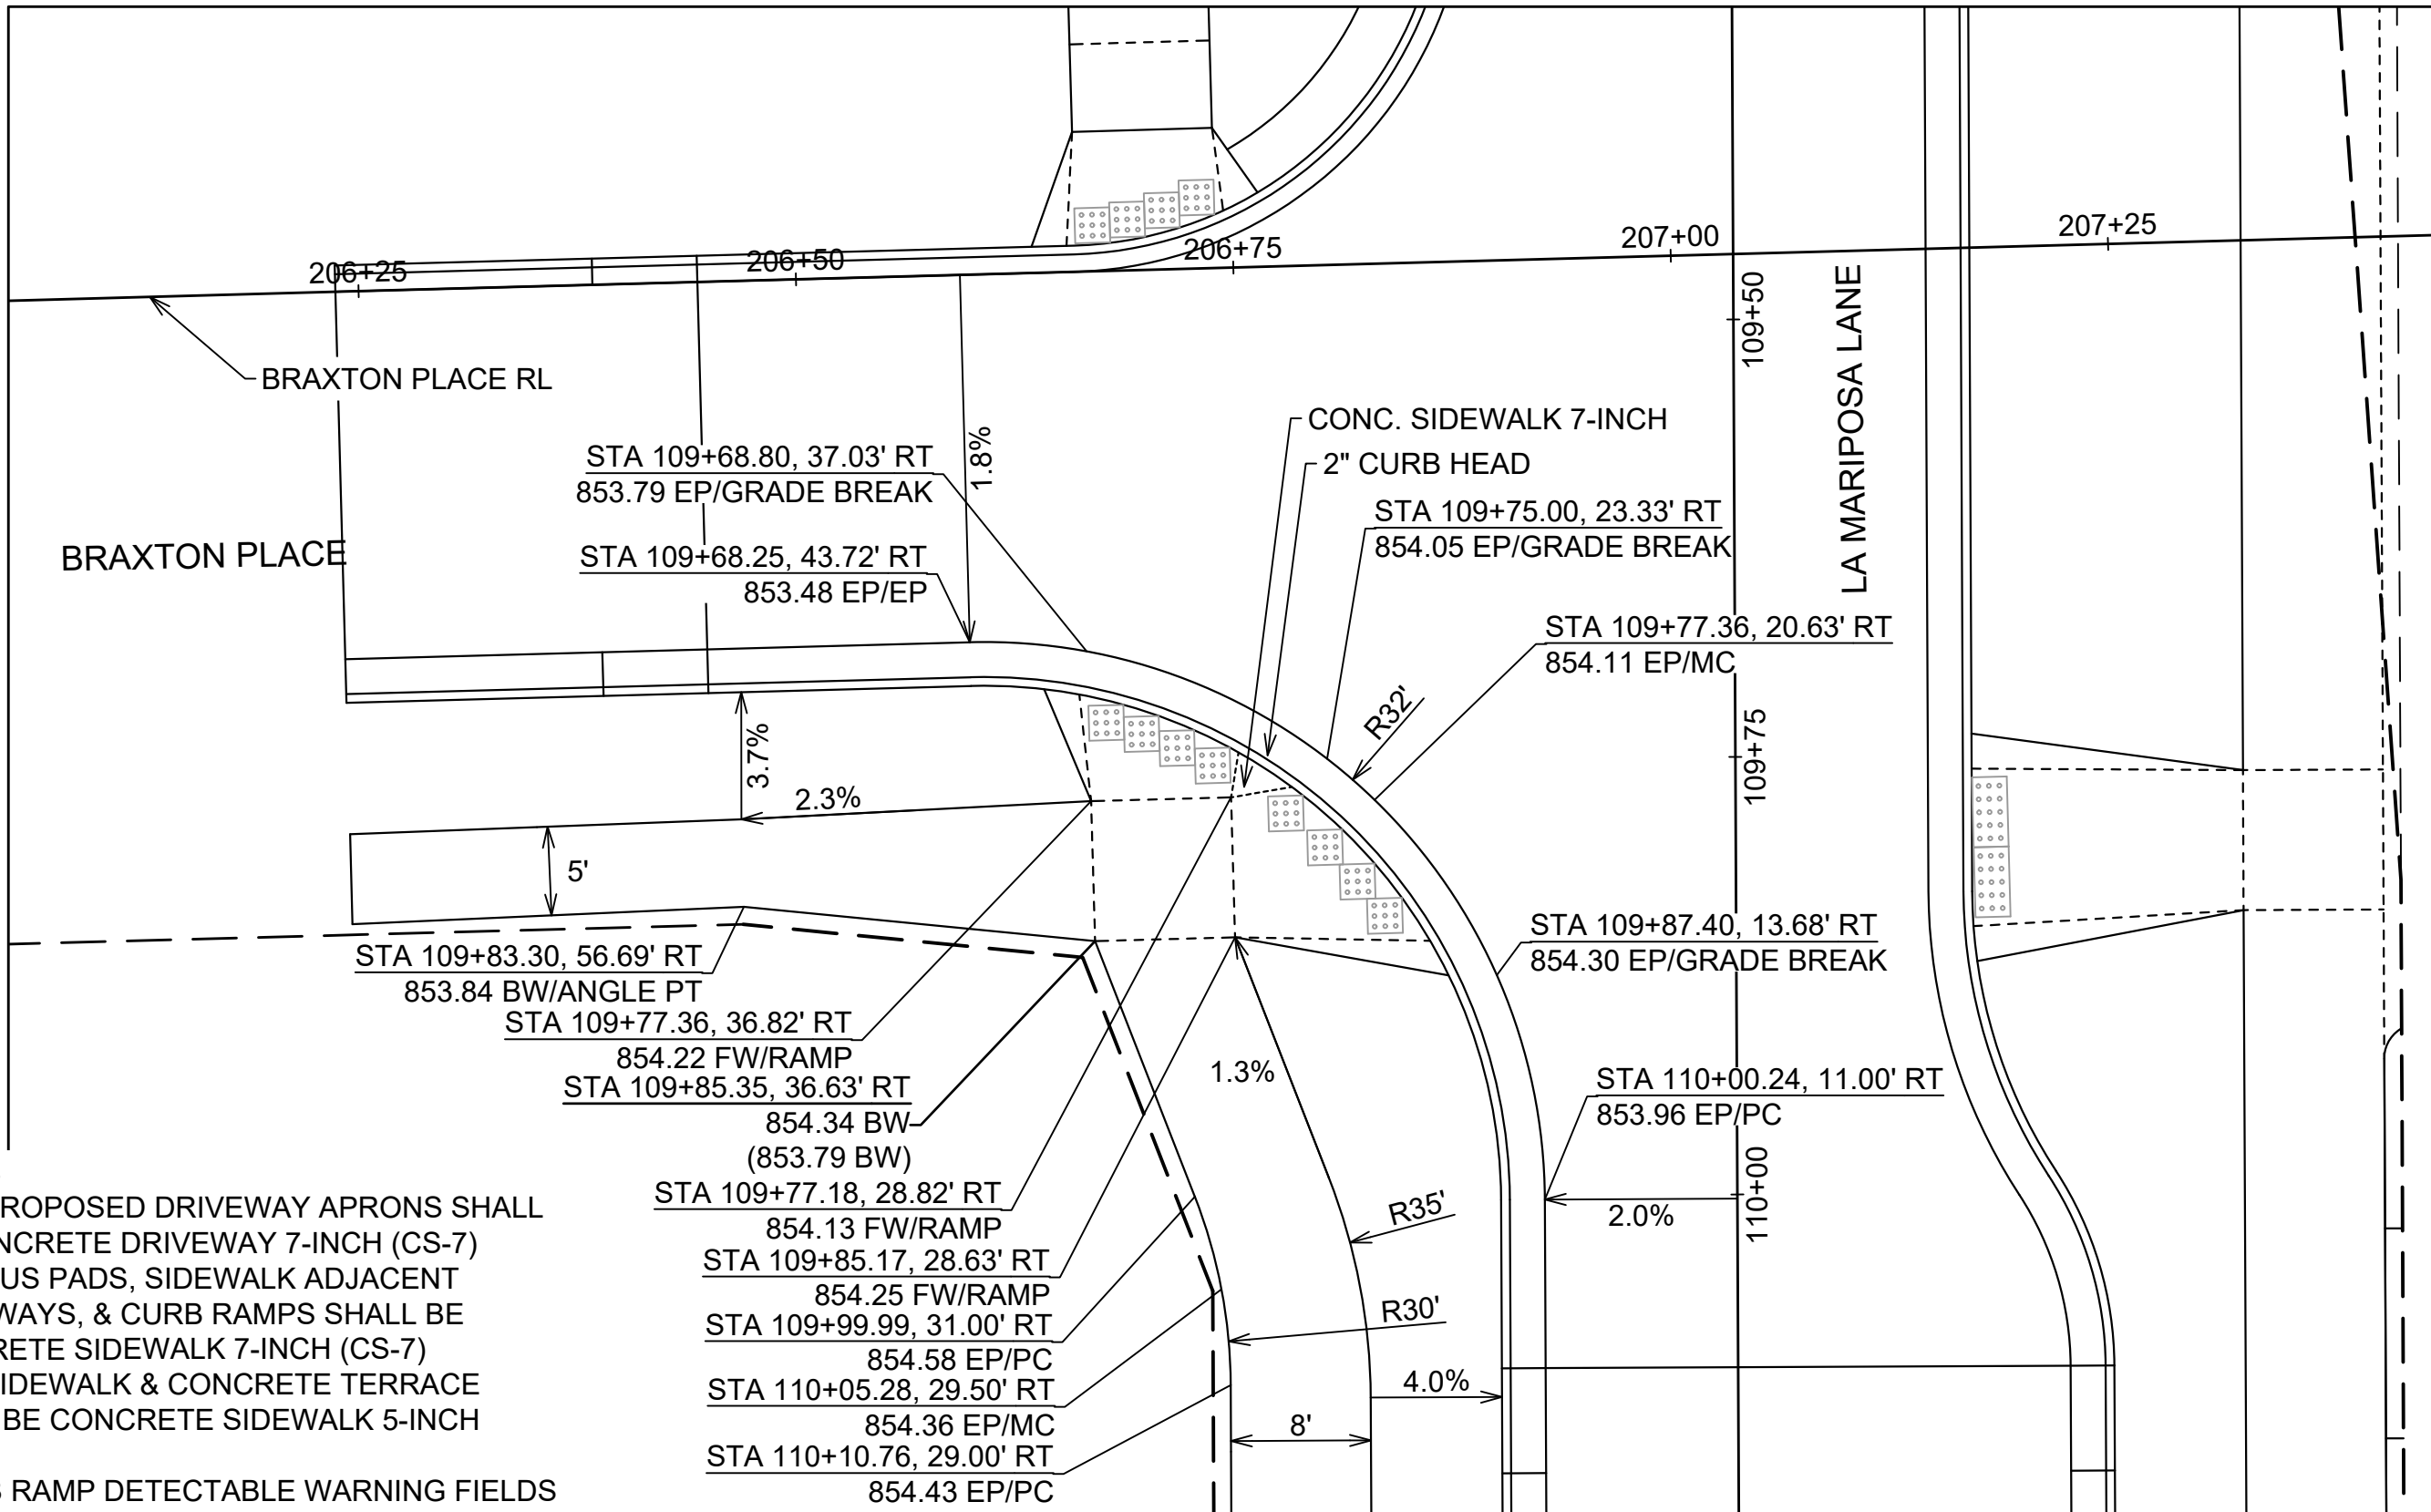 206+25
206+50
206+75
207+00
207+25
BRAXTON PLACE RL
109+50
LA MARIPOSA LANE
CONC. SIDEWALK 7-INCH
2" CURB HEAD
STA 109+68.80, 37.03' RT
853.79 EP/GRADE BREAK
1.8%
STA 109+75.00, 23.33' RT
854.05 EP/GRADE BREAK
BRAXTON PLACE
STA 109+68.25, 43.72' RT
853.48 EP/EP
STA 109+77.36, 20.63' RT
854.11 EP/MC
R32'
109+75
3.7%
2.3%
5'
STA 109+87.40, 13.68' RT
854.30 EP/GRADE BREAK
STA 109+83.30, 56.69' RT
853.84 BW/ANGLE PT
STA 109+77.36, 36.82' RT
854.22 FW/RAMP
STA 109+85.35, 36.63' RT
854.34 BW
(853.79 BW)
1.3%
STA 110+00.24, 11.00' RT
853.96 EP/PC
STA 109+77.18, 28.82' RT
854.13 FW/RAMP
R35'
2.0%
110+00
STA 109+85.17, 28.63' RT
854.25 FW/RAMP
STA 109+99.99, 31.00' RT
854.58 EP/PC
R30'
STA 110+05.28, 29.50' RT
854.36 EP/MC
4.0%
8'
STA 110+10.76, 29.00' RT
854.43 EP/PC
ROPOSED DRIVEWAY APRONS SHALL
NCRETE DRIVEWAY 7-INCH (CS-7)
US PADS, SIDEWALK ADJACENT
WAYS, & CURB RAMPS SHALL BE
RETE SIDEWALK 7-INCH (CS-7)
IDEWALK & CONCRETE TERRACE
BE CONCRETE SIDEWALK 5-INCH
RAMP DETECTABLE WARNING FIELDS